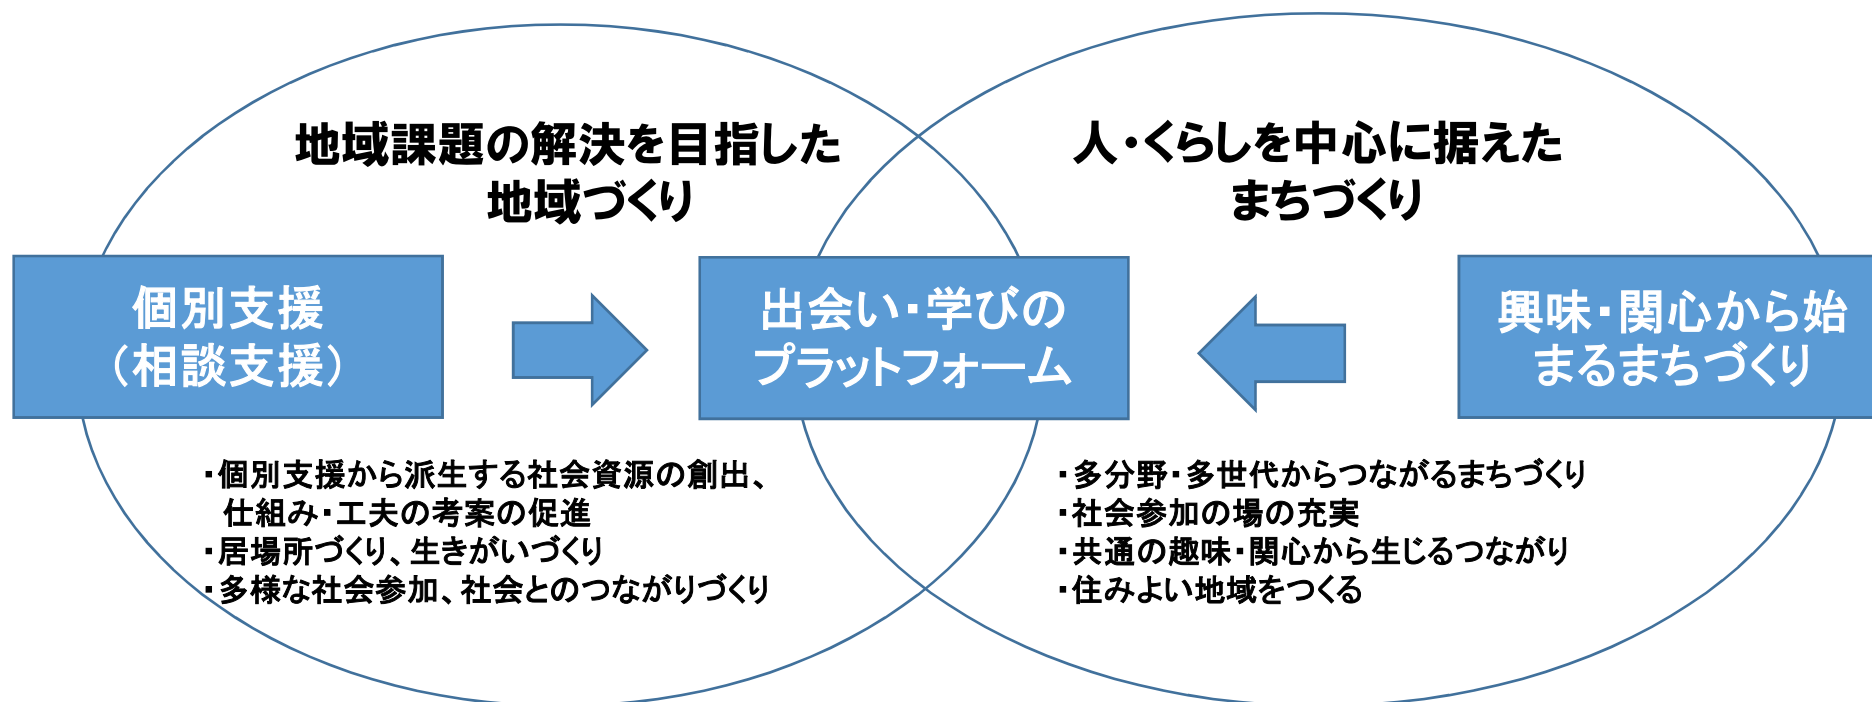 地域課題の解決を目指した
地域づくり
人・くらしを中心に据えた
まちづくり
個別支援
（相談支援）
出会い・学びの
プラットフォーム
興味・関心から始
まるまちづくり
・個別支援から派生する社会資源の創出、
仕組み・工夫の考案の促進
・居場所づくり、生きがいづくり
・多様な社会参加、社会とのつながりづくり
・多分野・多世代からつながるまちづくり
・社会参加の場の充実
・共通の趣味・関心から生じるつながり
・住みよい地域をつくる